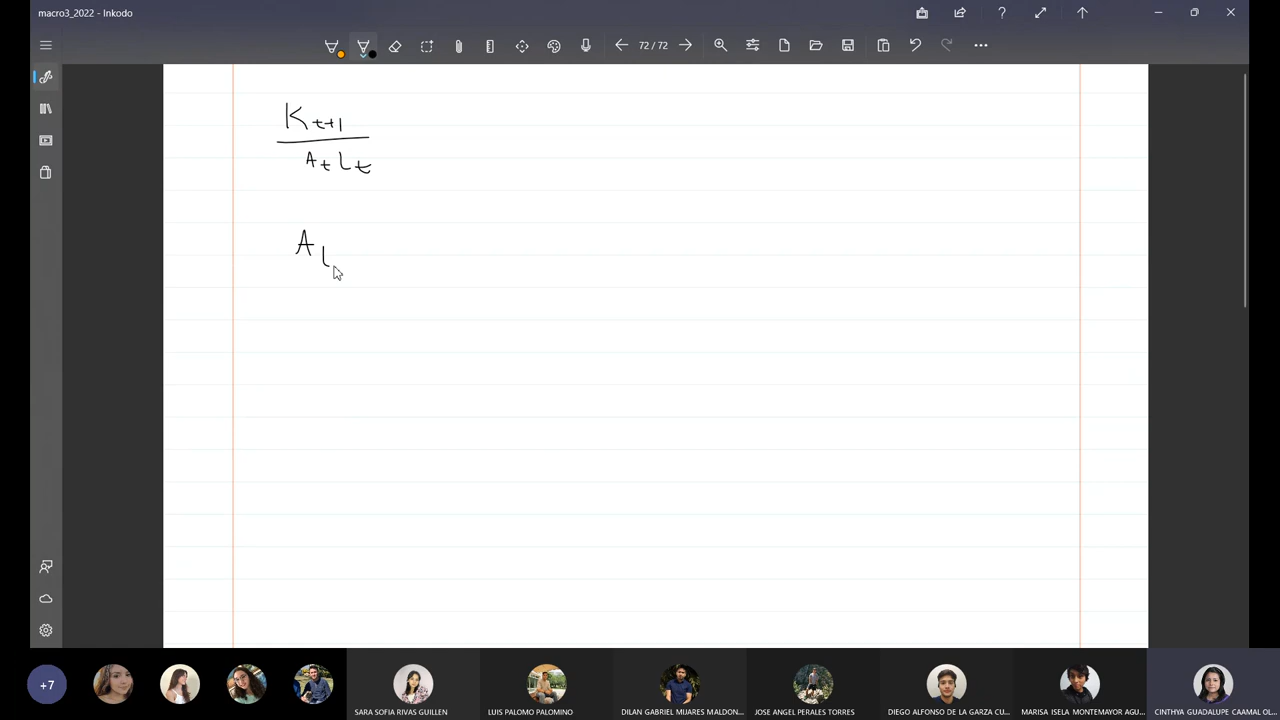 macro3_2022 - Inkodo
72 / 72
K t+1
A t L t
A
+7
SARA SOFIA RIVAS GUILLEN
LUIS PALOMO PALOMINO
DILAN GABRIEL MIJARES MALDON...
JOSE ANGEL PERALES TORRES
DIEGO ALFONSO DE LA GARZA CU...
MARISA ISELA MONTEMAYOR AGU...
CINTHYA GUADALUPE CAAMAL OL...